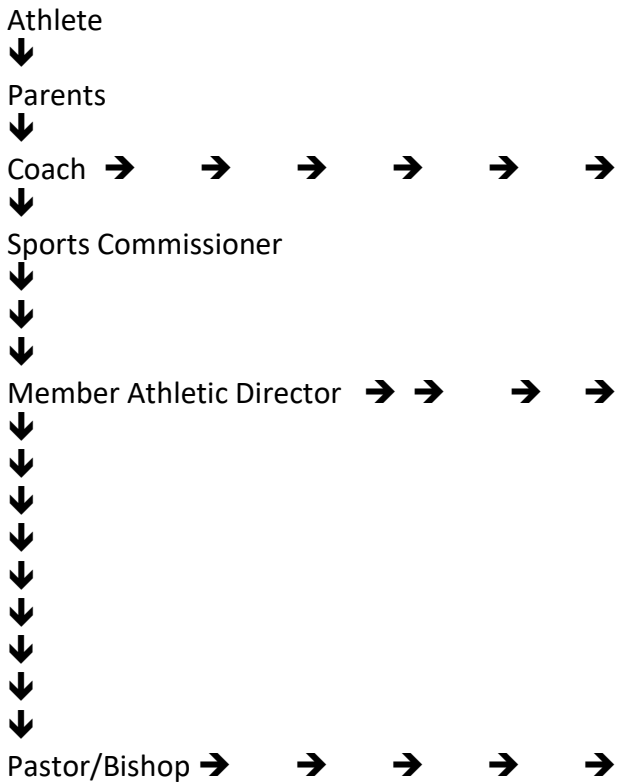 Athlete
🡻
Parents
🡻
Coach 🡺 🡺 🡺 🡺 🡺 🡺
🡻
Sports Commissioner
🡻
🡻
🡻
Member Athletic Director 🡺 🡺 🡺 🡺
🡻
🡻
🡻
🡻
🡻
🡻
🡻
🡻
🡻
Pastor/Bishop 🡺 🡺 🡺 🡺 🡺